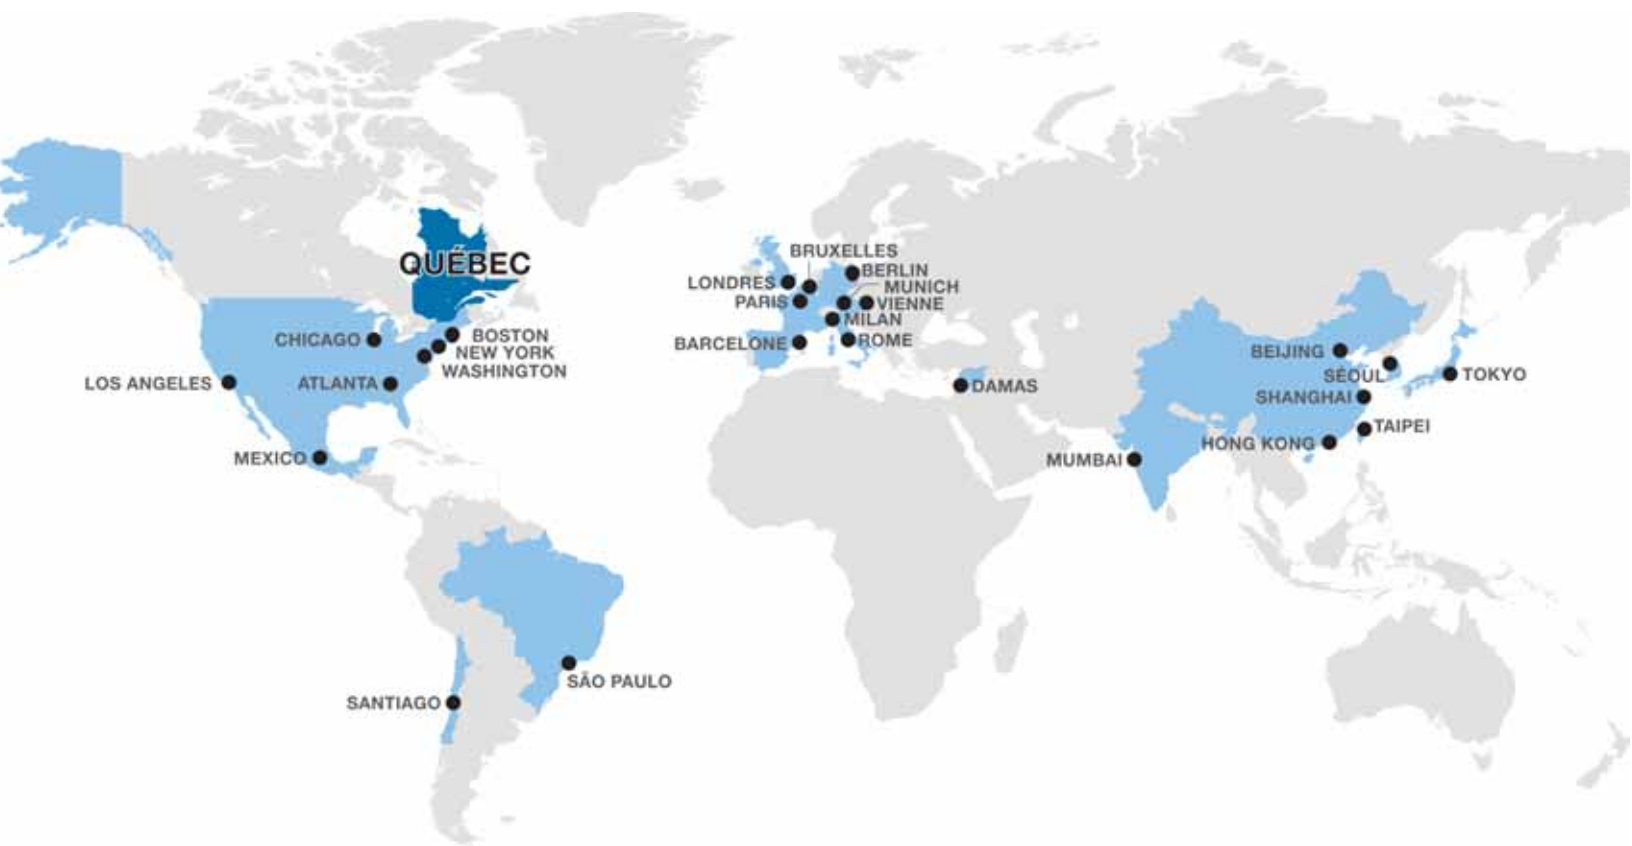 QUÉBEC
CHICAGO
BOSTON
NEW YORK
WASHINGTON
LOS ANGELES
ATLANTA
MEXICO
SÃO PAULO
SANTIAGO
BRUXELLES
BERLIN
LONDRES
MUNICH
PARIS
VIENNE
MILAN
BARCELONE
ROME
DAMAS
BEIJING
SÉOUL
TOKYO
SHANGHAI
TAIPEI
HONG KONG
MUMBAI